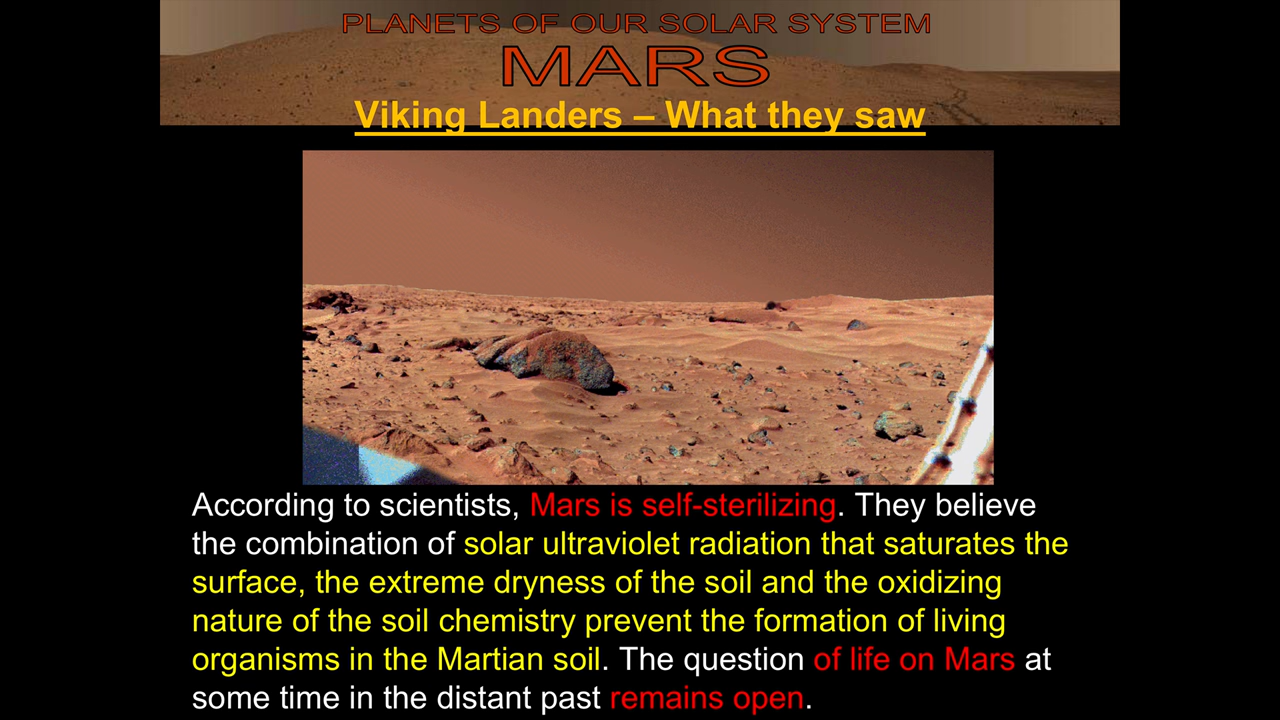 PLANETS OF OUR SOLAR SYSTEM
MARS
Viking Landers – What they saw
According to scientists, Mars is self-sterilizing. They believe
the combination of solar ultraviolet radiation that saturates the
surface, the extreme dryness of the soil and the oxidizing
nature of the soil chemistry prevent the formation of living
organisms in the Martian soil. The question of life on Mars at
some time in the distant past remains open.